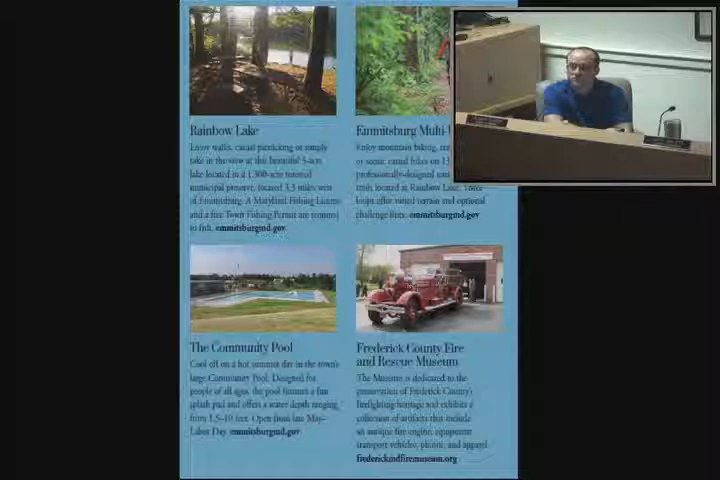 Rainbow Lake
Enjoy walks, casual picnicking or simply
take in the view at this beautiful 3-acre
lake located in a 1,300-acre forested
municipal preserve, located 3.3 miles west
of Emmitsburg. A Maryland Fishing License
and a free Town Fishing Permit are required
to fish. emmitsburgmd.gov
Emmitsburg Multi-
Enjoy mountain biking,
or scenic casual hikes on 13
professionally-designed
trails located at Rainbow Lake. Three
loops offer varied terrain and optional
challenge lines. emmitsburgmd.gov
The Community Pool
Cool off on a hot summer day in the town's
large Community Pool. Designed for
people of all ages, the pool features a fun
splash pad and offers a water depth ranging
from 1.5–10 feet. Open from late May–
Labor Day. emmitsburgmd.gov
Frederick County Fire
and Rescue Museum
The Museum is dedicated to the
preservation of Frederick County's
firefighting heritage and exhibits a
collection of artifacts that include
an antique fire engine, equipment
transport vehicles, photos, and apparel.
frederickmdfiremuseum.org